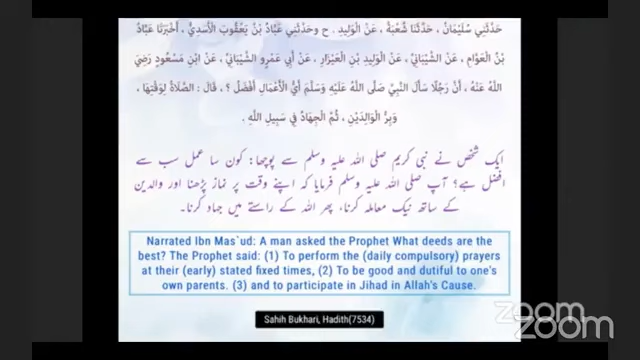 حَدَّثَنِي سُلَيْمَانُ ، حَدَّثَنَا شُعْبَةُ ، عَنْ الْوَلِيدِ . ح وحَدَّثَنِي عَبَّادُ بْنُ يَعْقُوبَ الْأَسَدِيُّ ، أَخْبَرَنَا عَبَّادُ
بْنُ الْعَوَّامِ ، عَنْ الشَّيْبَانِيِّ ، عَنْ الْوَلِيدِ بْنِ الْعَيْزَارِ ، عَنْ أَبِي عَمْرٍو الشَّيْبَانِيِّ ، عَنْ ابْنِ مَسْعُودٍ رَضِيَ
اللَّهُ عَنْهُ ، أَنَّ رَجُلًا سَأَلَ النَّبِيَّ صَلَّى اللَّهُ عَلَيْهِ وَسَلَّمَ أَيُّ الْأَعْمَالِ أَفْضَلُ ؟ ، قَالَ : الصَّلَاةُ لِوَقْتِهَا ،
وَبِرُّ الْوَالِدَيْنِ ، ثُمَّ الْجِهَادُ فِي سَبِيلِ اللَّهِ .
ایک شخص نے نبی کریم صلی اللہ علیہ وسلم سے پوچھا: کون سا عمل سب سے
افضل ہے؟ آپ صلی اللہ علیہ وسلم فرمایا کہ اپنے وقت پر نماز پڑھنا اور والدین
کے ساتھ نیک معاملہ کرنا، پھر اللہ کے راستے میں جہاد کرنا۔
Narrated Ibn Mas`ud: A man asked the Prophet What deeds are the
best? The Prophet said: (1) To perform the (daily compulsory) prayers
at their (early) stated fixed times, (2) To be good and dutiful to one's
own parents. (3) and to participate in Jihad in Allah's Cause.
Sahih Bukhari, Hadith(7534)
zoom
zoom